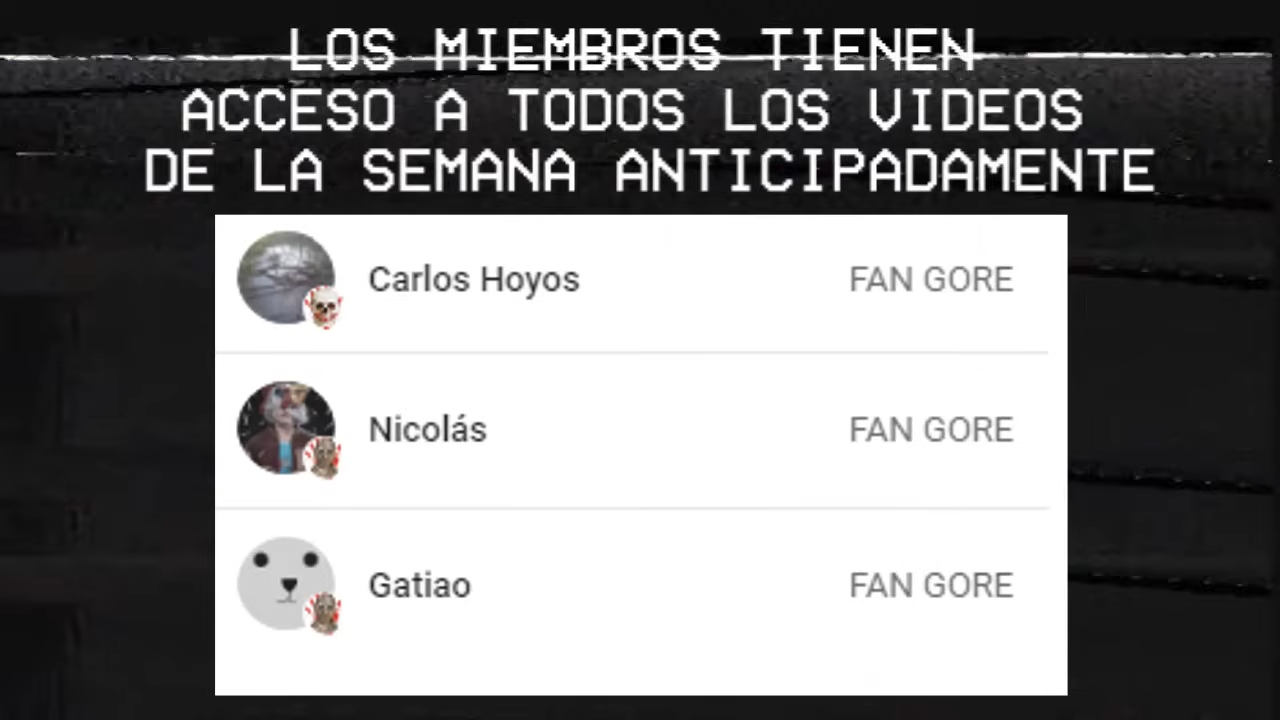 LOS MIEMBROS TIENEN
ACCESO A TODOS LOS VIDEOS
DE LA SEMANA ANTICIPADAMENTE
Carlos Hoyos FAN GORE
Nicolás FAN GORE
Gatiao FAN GORE